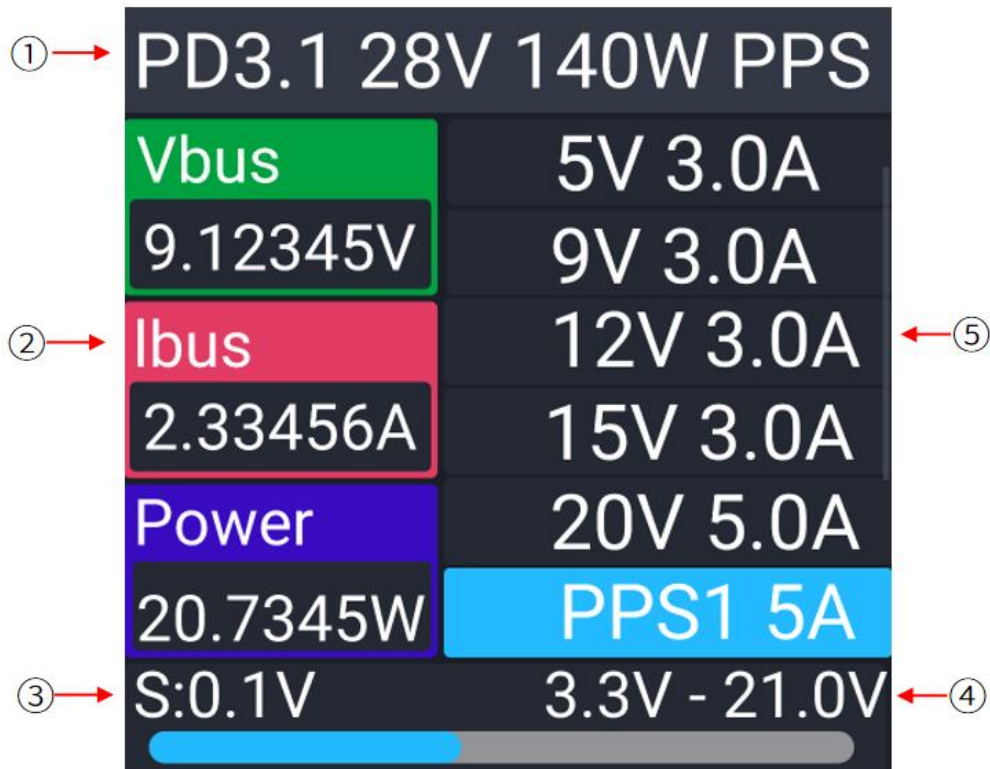 ① PD3.1 28V 140W PPS
Vbus
9.12345V
② Ibus
2.33456A
Power
20.7345W
5V 3.0A
9V 3.0A
12V 3.0A ⑤
15V 3.0A
20V 5.0A
PPS1 5A
③ S:0.1V
3.3V - 21.0V ④